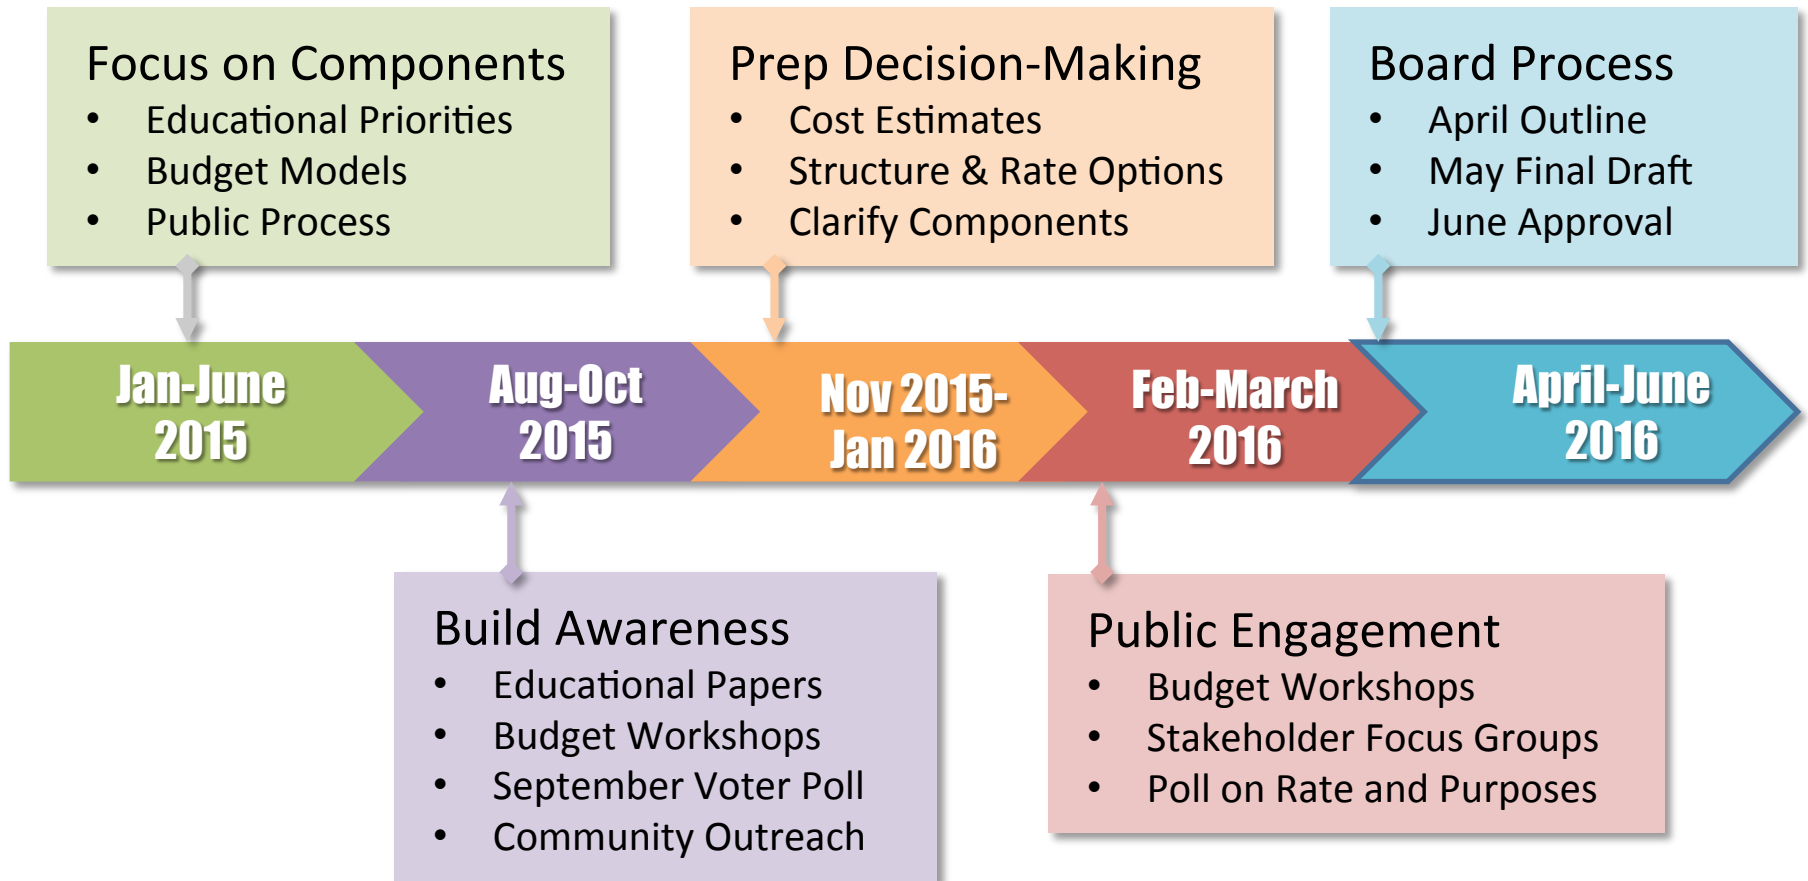 Focus on Components
• Educational Priorities
• Budget Models
• Public Process
Prep Decision-Making
• Cost Estimates
• Structure & Rate Options
• Clarify Components
Board Process
• April Outline
• May Final Draft
• June Approval
Jan-June
2015
Aug-Oct
2015
Nov 2015-
Jan 2016
Feb-March
2016
April-June
2016
Build Awareness
• Educational Papers
• Budget Workshops
• September Voter Poll
• Community Outreach
Public Engagement
• Budget Workshops
• Stakeholder Focus Groups
• Poll on Rate and Purposes